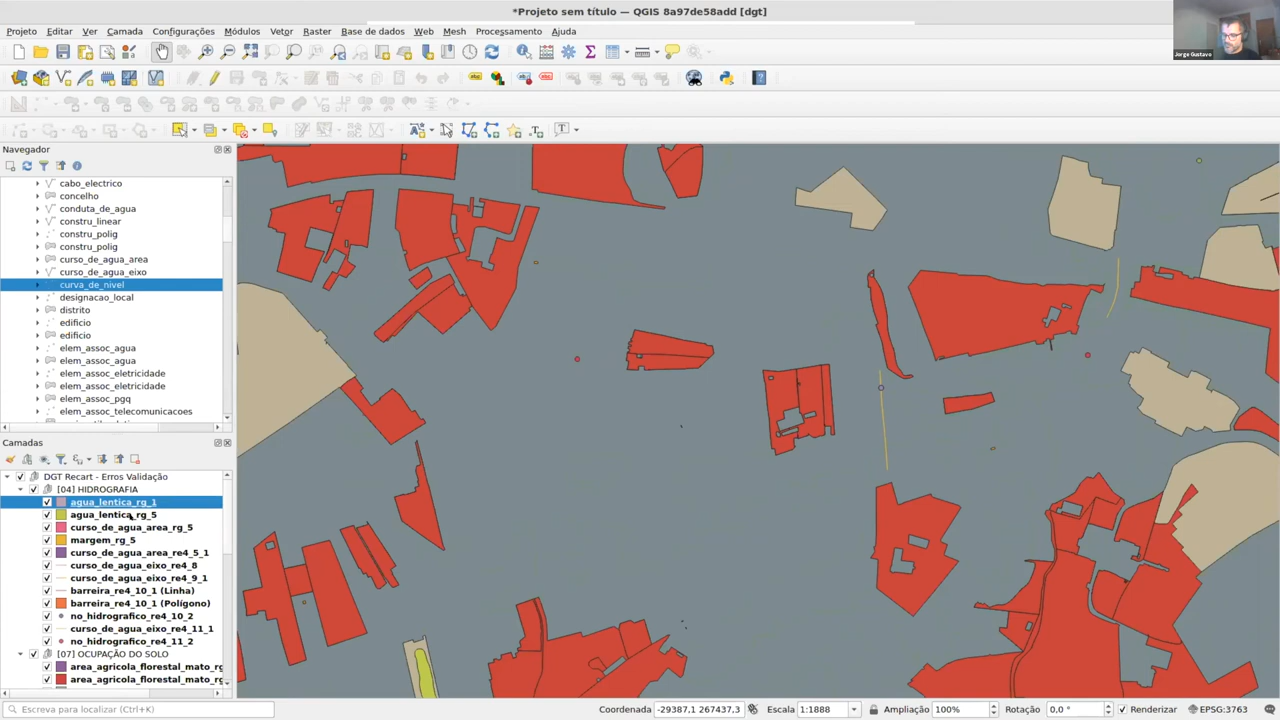 *Projeto sem título — QGIS 8a97de58add [dgt]
Projeto Editar Ver Camada Configurações Módulos Vetor Raster Base de dados Web Mesh Processamento Ajuda
Jorge Gustavo
Navegador
cabo_electrico
concelho
conduta_de_agua
constru_linear
constru_polig
constru_polig
curso_de_agua_area
curso_de_agua_eixo
curva_de_nivel
designacao_local
distrito
edificio
edificio
elem_assoc_agua
elem_assoc_agua
elem_assoc_eletricidade
elem_assoc_eletricidade
elem_assoc_pgq
elem_assoc_telecomunicacoes
Camadas
DGT Recart - Erros Validação
[04] HIDROGRAFIA
agua_lentica_rg_1
agua_lentica_rg_5
curso_de_agua_area_rg_5
margem_rg_5
curso_de_agua_area_re4_5_1
curso_de_agua_eixo_re4_8
curso_de_agua_eixo_re4_9_1
barreira_re4_10_1 (Linha)
barreira_re4_10_1 (Polígono)
no_hidrografico_re4_10_2
curso_de_agua_eixo_re4_11_1
no_hidrografico_re4_11_2
[07] OCUPAÇÃO DO SOLO
area_agricola_florestal_mato_rg
area_agricola_florestal_mato_rg
Escreva para localizar (Ctrl+K) Coordenada -29387,1 267437,3 Escala 1:1888 Ampliação 100% Rotação 0,0 ° Renderizar EPSG:3763